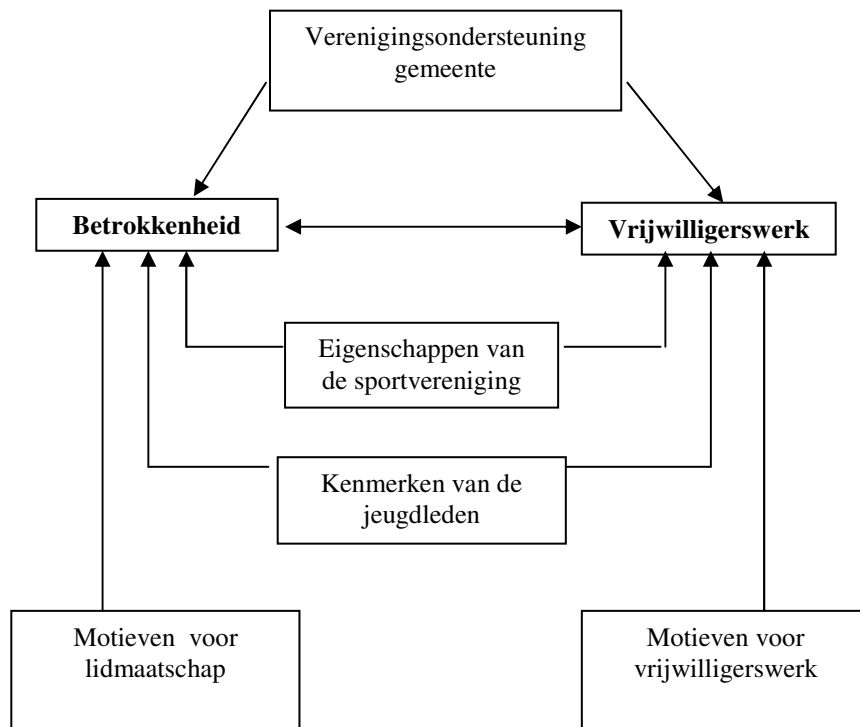 Verenigingsondersteuning
gemeente
Betrokkenheid
Vrijwilligerswerk
Eigenschappen van
de sportvereniging
Kenmerken van de
jeugdleden
Motieven voor
lidmaatschap
Motieven voor
vrijwilligerswerk